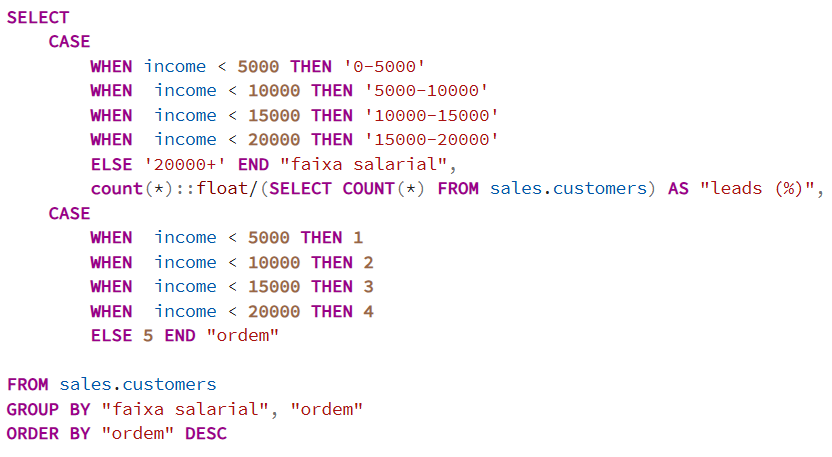 SELECT
    CASE
        WHEN income < 5000 THEN '0-5000'
        WHEN  income < 10000 THEN '5000-10000'
        WHEN  income < 15000 THEN '10000-15000'
        WHEN  income < 20000 THEN '15000-20000'
        ELSE '20000+' END "faixa salarial",
        count(*)::float/(SELECT COUNT(*) FROM sales.customers) AS "leads (%)",
    CASE
        WHEN  income < 5000 THEN 1
        WHEN  income < 10000 THEN 2
        WHEN  income < 15000 THEN 3
        WHEN  income < 20000 THEN 4
        ELSE 5 END "ordem"

FROM sales.customers
GROUP BY "faixa salarial", "ordem"
ORDER BY "ordem" DESC